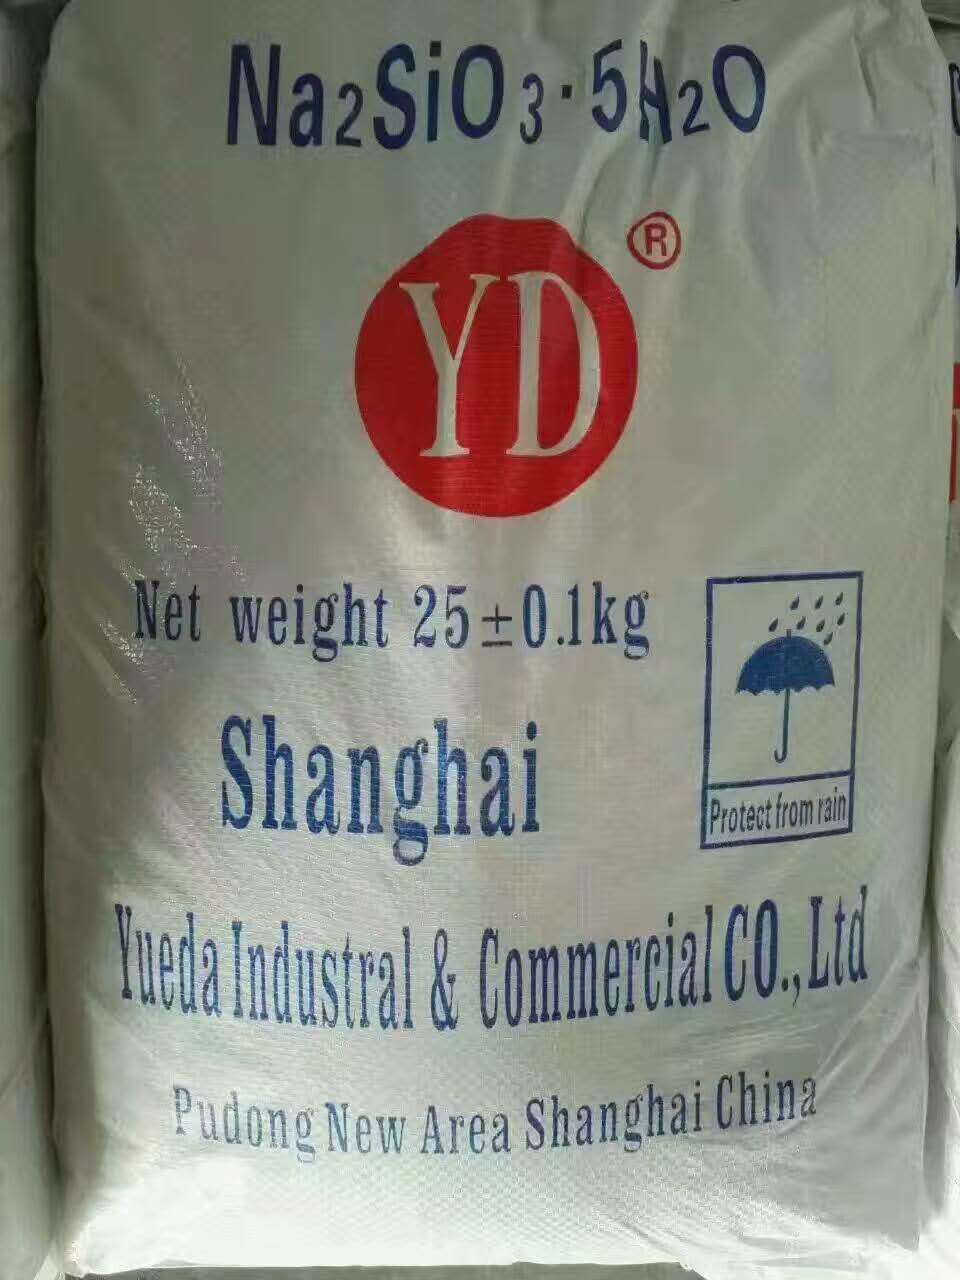 Na2SiO3·5H2O
YD®
Net weight 25±0.1kg
Shanghai
Protect from rain
Yueda Industral & Commercial CO.,Ltd
Pudong New Area Shanghai China